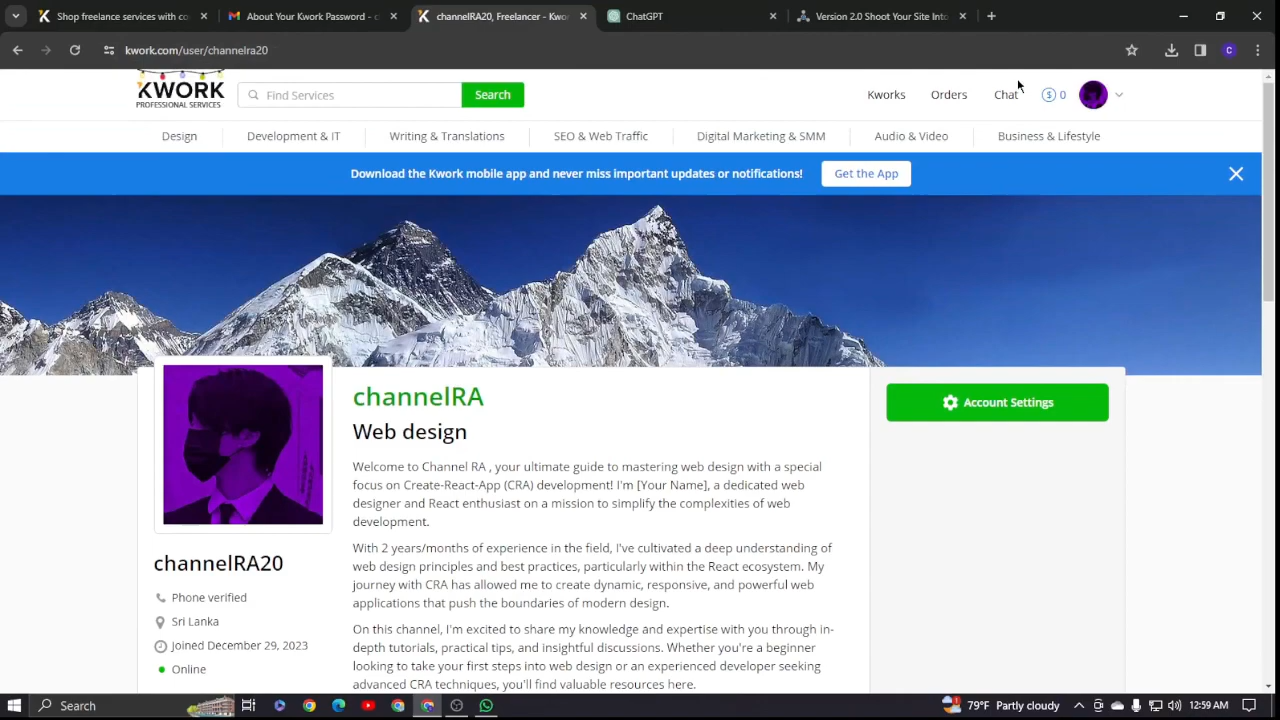 Shop freelance services with co
About Your Kwork Password - c
channelRA20, Freelancer - Kwo
ChatGPT
Version 2.0 Shoot Your Site Into
kwork.com/user/channelra20
C
KWORK
PROFESSIONAL SERVICES
Find Services
Search
Kworks
Orders
Chat
$ 0
Design
Development & IT
Writing & Translations
SEO & Web Traffic
Digital Marketing & SMM
Audio & Video
Business & Lifestyle
Download the Kwork mobile app and never miss important updates or notifications!
Get the App
channelRA
Web design
Account Settings
Welcome to Channel RA , your ultimate guide to mastering web design with a special
focus on Create-React-App (CRA) development! I'm [Your Name], a dedicated web
designer and React enthusiast on a mission to simplify the complexities of web
development.
With 2 years/months of experience in the field, I've cultivated a deep understanding of
web design principles and best practices, particularly within the React ecosystem. My
journey with CRA has allowed me to create dynamic, responsive, and powerful web
applications that push the boundaries of modern design.
On this channel, I'm excited to share my knowledge and expertise with you through in-
depth tutorials, practical tips, and insightful discussions. Whether you're a beginner
looking to take your first steps into web design or an experienced developer seeking
advanced CRA techniques, you'll find valuable resources here.
channelRA20
Phone verified
Sri Lanka
Joined December 29, 2023
Online
Search
79°F Partly cloudy
12:59 AM